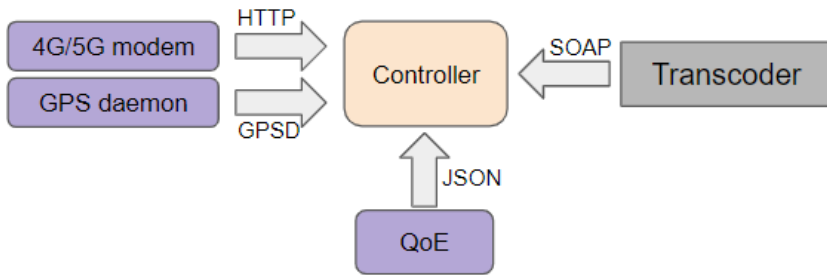 HTTP
4G/5G modem
Controller
SOAP
Transcoder
GPS daemon
GPSD
JSON
QoE